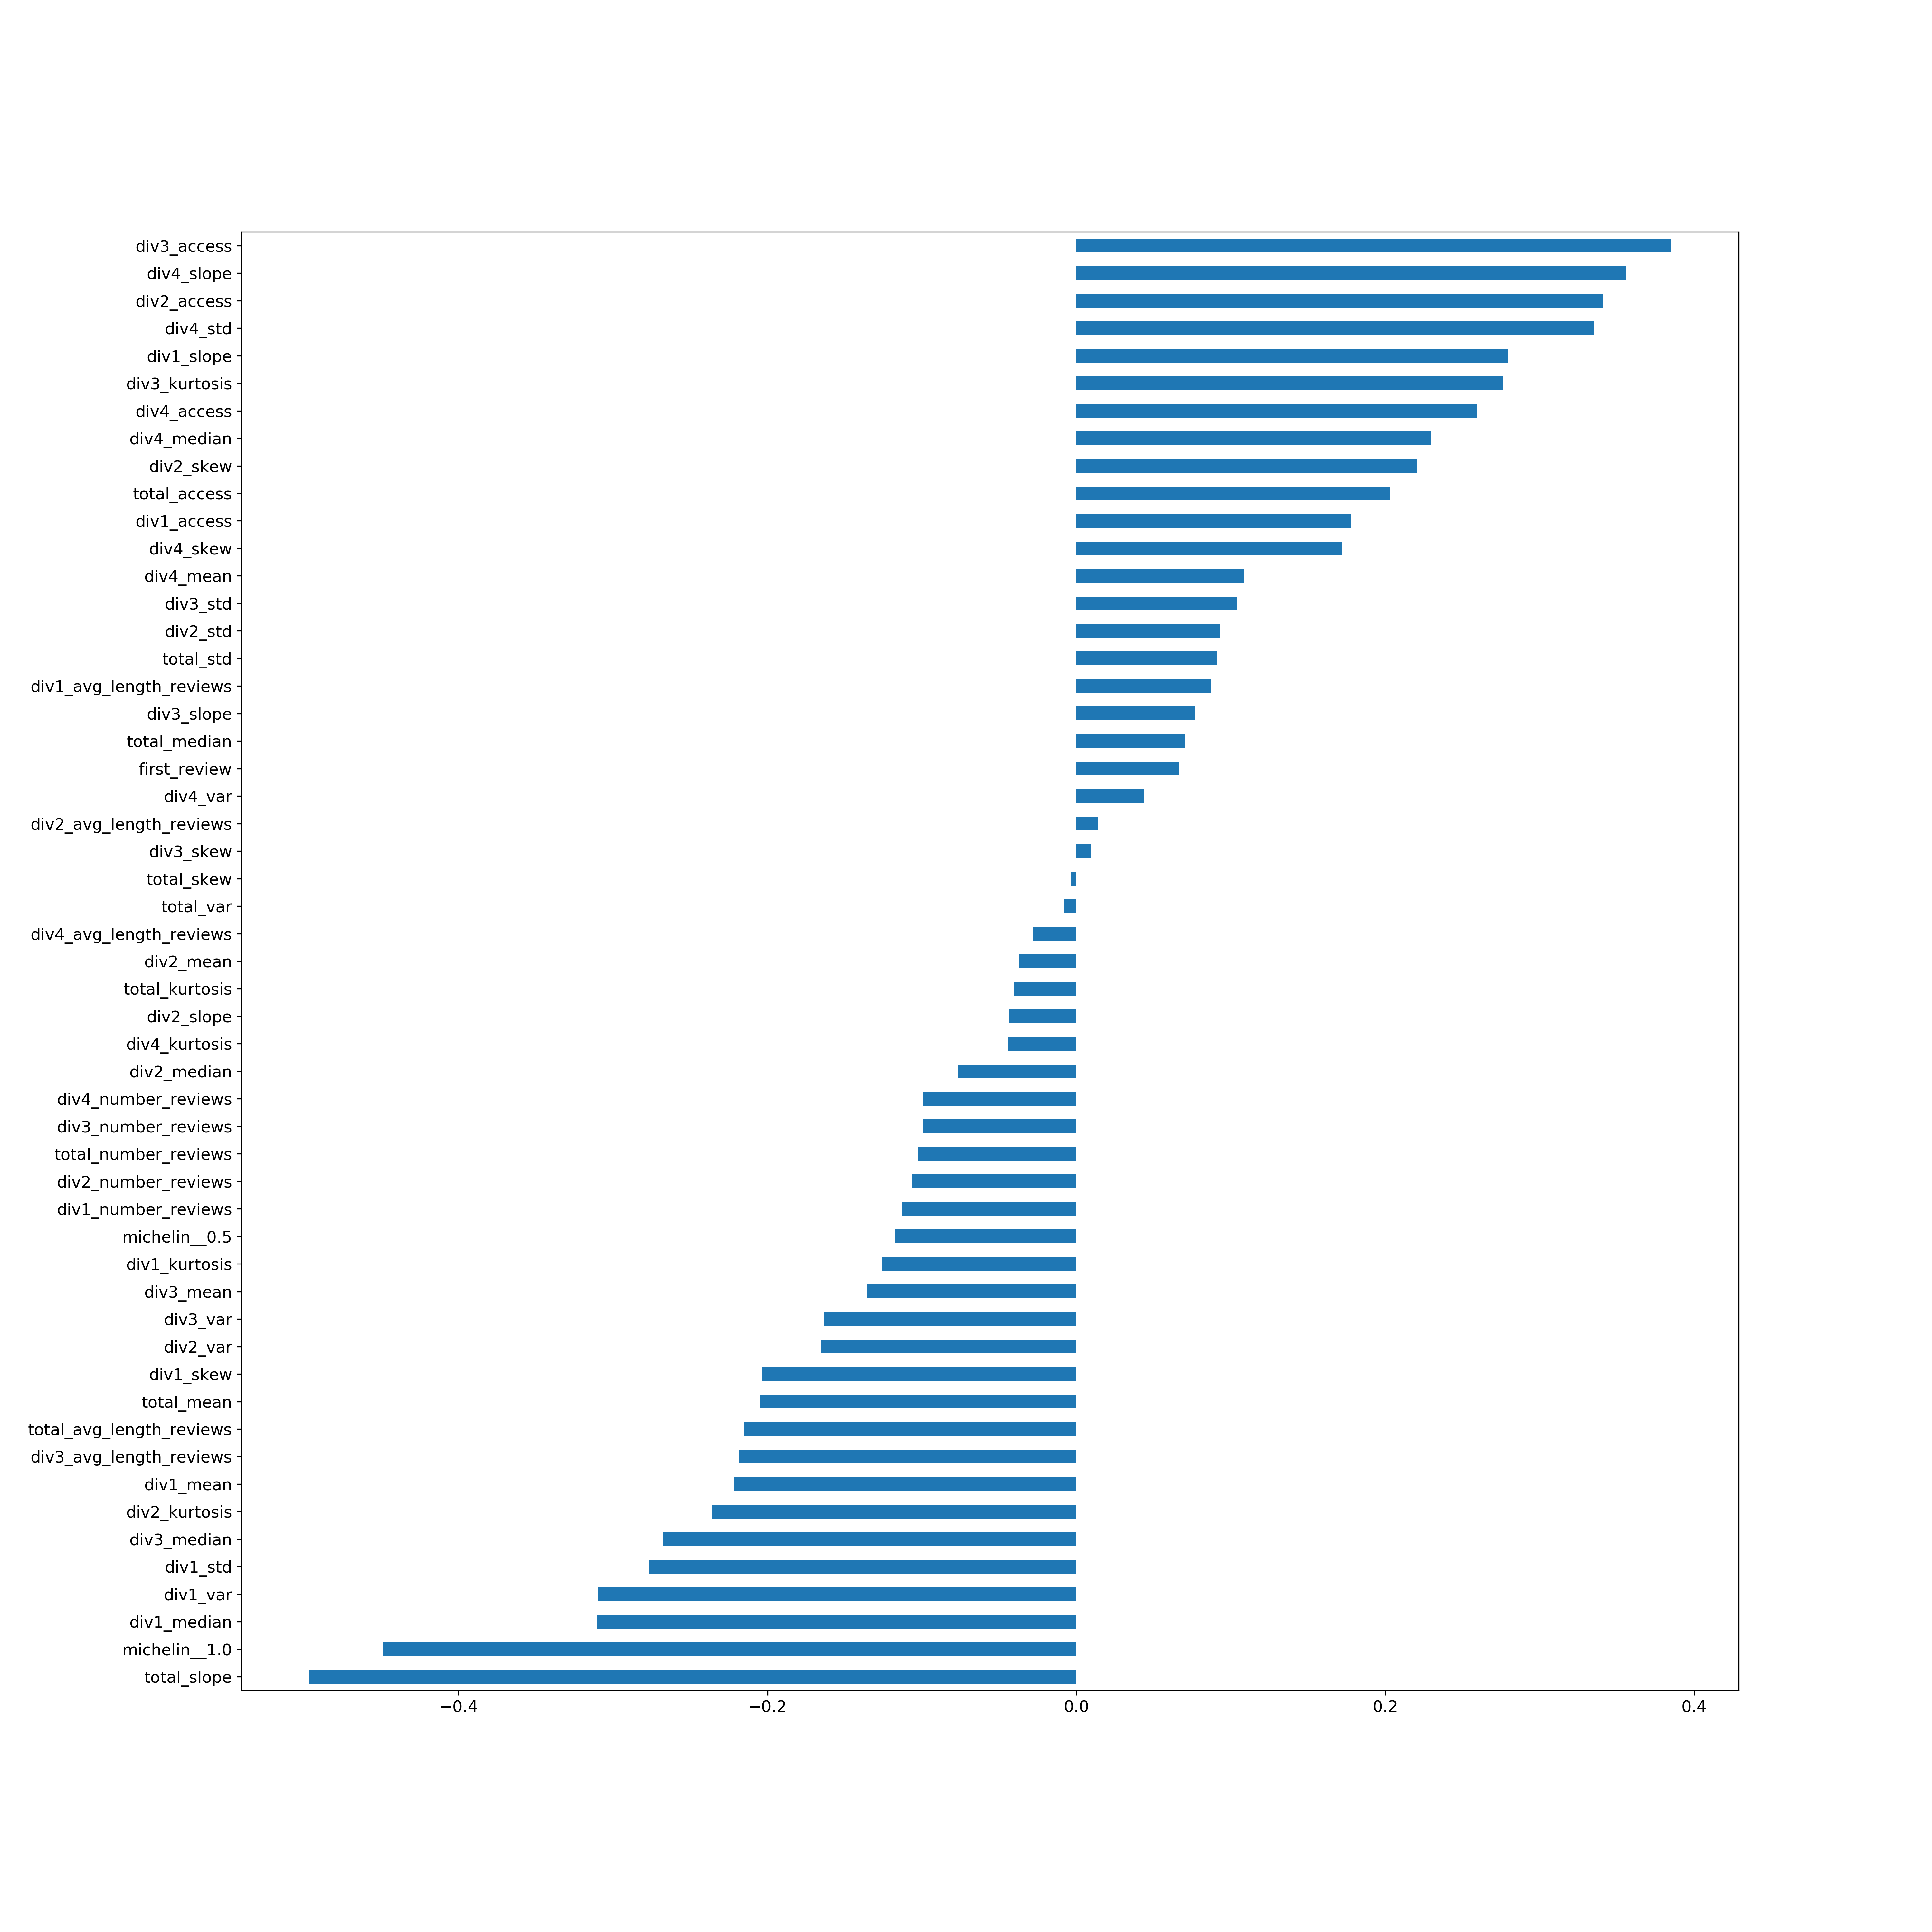 div3_access
div4_slope
div2_access
div4_std
div1_slope
div3_kurtosis
div4_access
div4_median
div2_skew
total_access
div1_access
div4_skew
div4_mean
div3_std
div2_std
total_std
div1_avg_length_reviews
div3_slope
total_median
first_review
div4_var
div2_avg_length_reviews
div3_skew
total_skew
total_var
div4_avg_length_reviews
div2_mean
total_kurtosis
div2_slope
div4_kurtosis
div2_median
div4_number_reviews
div3_number_reviews
total_number_reviews
div2_number_reviews
div1_number_reviews
michelin__0.5
div1_kurtosis
div3_mean
div3_var
div2_var
div1_skew
total_mean
total_avg_length_reviews
div3_avg_length_reviews
div1_mean
div2_kurtosis
div3_median
div1_std
div1_var
div1_median
michelin__1.0
total_slope
−0.4 −0.2 0.0 0.2 0.4